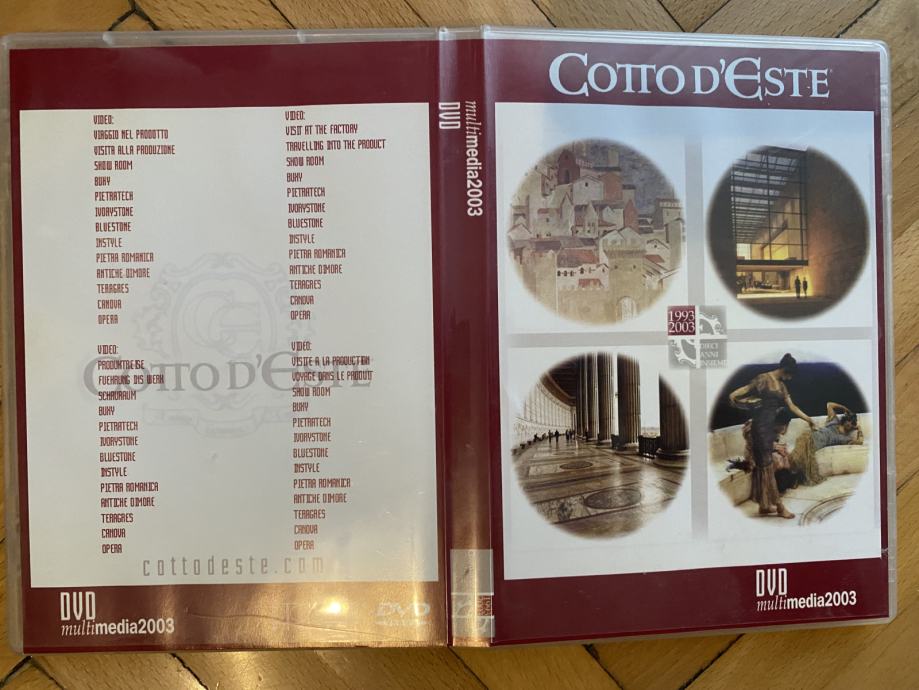 VIDEO:
VIAGGIO NEL PRODOTTO
VISITA ALLA PRODUZIONE
SHOW ROOM
BUXY
PIETRATECH
IVORYSTONE
BLUESTONE
INSTYLE
PIETRA ROMANICA
ANTICHE DIMORE
TERAGRES
CANOVA
OPERA
VIDEO:
VISIT AT THE FACTORY
TRAVELLING INTO THE PRODUCT
SHOW ROOM
BUXY
PIETRATECH
IVORYSTONE
BLUESTONE
INSTYLE
PIETRA ROMANICA
ANTICHE DIMORE
TERAGRES
CANOVA
OPERA
VIDEO:
PRODUKTREISE
FUEHRUNG DIS WERK
SCHAURAUM
BUXY
PIETRATECH
IVORYSTONE
BLUESTONE
INSTYLE
PIETRA ROMANICA
ANTICHE DIMORE
TERAGRES
CANOVA
OPERA
VIDEO:
VISITE A LA PRODUCTION
VOYAGE DANS LE PRODUIT
SHOW ROOM
BUXY
PIETRATECH
IVORYSTONE
BLUESTONE
INSTYLE
PIETRA ROMANICA
ANTICHE DIMORE
TERAGRES
CANOVA
OPERA
COTTO D'ESTE
cottodeste.com
DVD
multimedia2003
DVD
DVD
multimedia2003
COTTO D'ESTE
1993
2003
DIECI
ANNI
INSIEME
DVD
multimedia2003